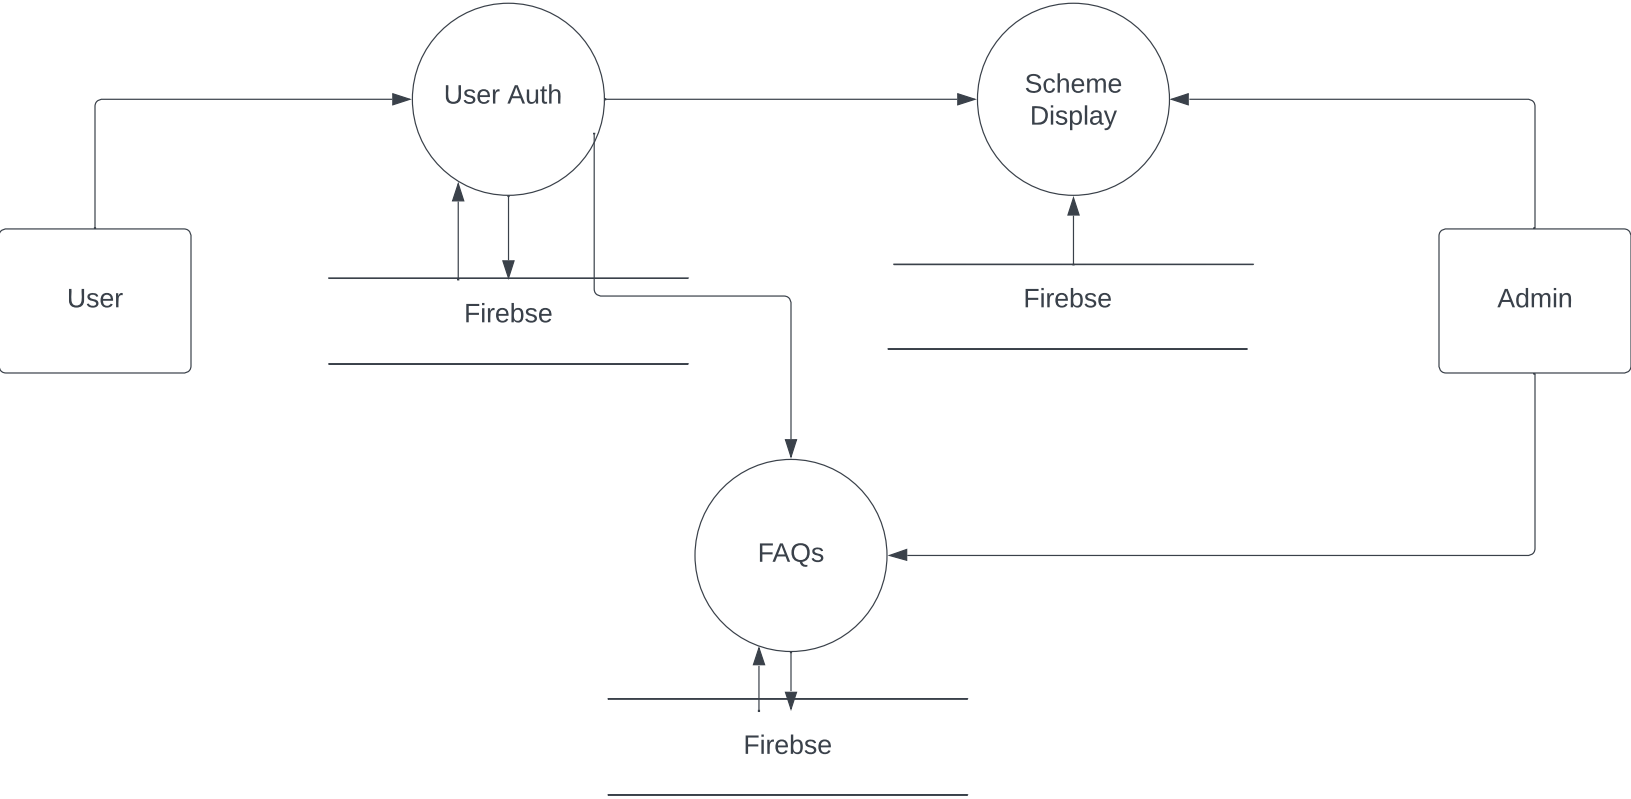 User Auth
Scheme
Display
User
Firebse
Firebse
Admin
FAQs
Firebse